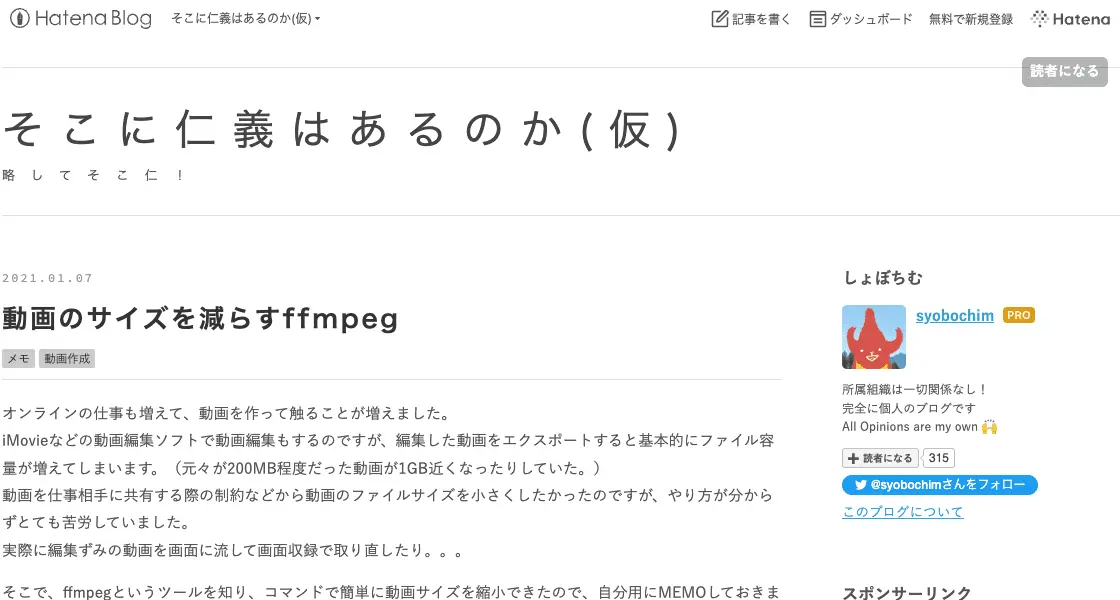 Hatena Blog
そこに仁義はあるのか(仮)
記事を書く
ダッシュボード
無料で新規登録
Hatena
読者になる
そこに仁義はあるのか(仮)
略してそこ仁！
2021.01.07
動画のサイズを減らすffmpeg
メモ
動画作成
オンラインの仕事も増えて、動画を作って触ることが増えました。
iMovieなどの動画編集ソフトで動画編集もするのですが、編集した動画をエクスポートすると基本的にファイル容
量が増えてしまいます。（元々が200MB程度だった動画が1GB近くなったりしていた。）
動画を仕事相手に共有する際の制約などから動画のファイルサイズを小さくしたかったのですが、やり方が分から
ずとても苦労していました。
実際に編集ずみの動画を画面に流して画面収録で取り直したり。。。
そこで、ffmpegというツールを知り、コマンドで簡単に動画サイズを縮小できたので、自分用にMEMOしておきま
しょぼちむ
syobochim PRO
所属組織は一切関係なし！
完全に個人のブログです
All Opinions are my own 🙌
読者になる 315
@syobochimさんをフォロー
このブログについて
スポンサーリンク